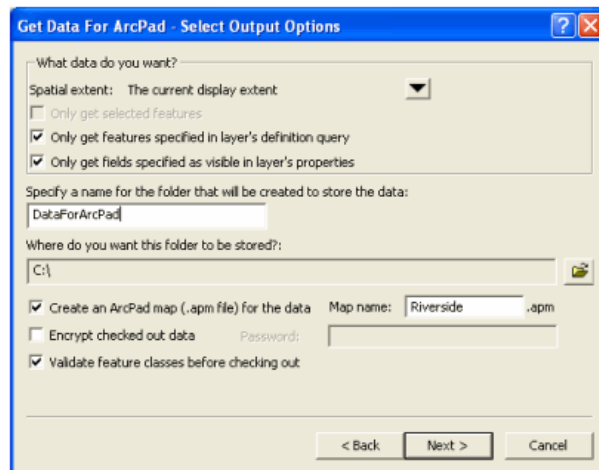 Get Data For ArcPad - Select Output Options
What data do you want?
Spatial extent: The current display extent
Only get selected features
Only get features specified in layer's definition query
Only get fields specified as visible in layer's properties
Specify a name for the folder that will be created to store the data:
DataForArcPad
Where do you want this folder to be stored?:
C:\
Create an ArcPad map (.apm file) for the data Map name: Riverside .apm
Encrypt checked out data Password:
Validate feature classes before checking out
< Back Next > Cancel